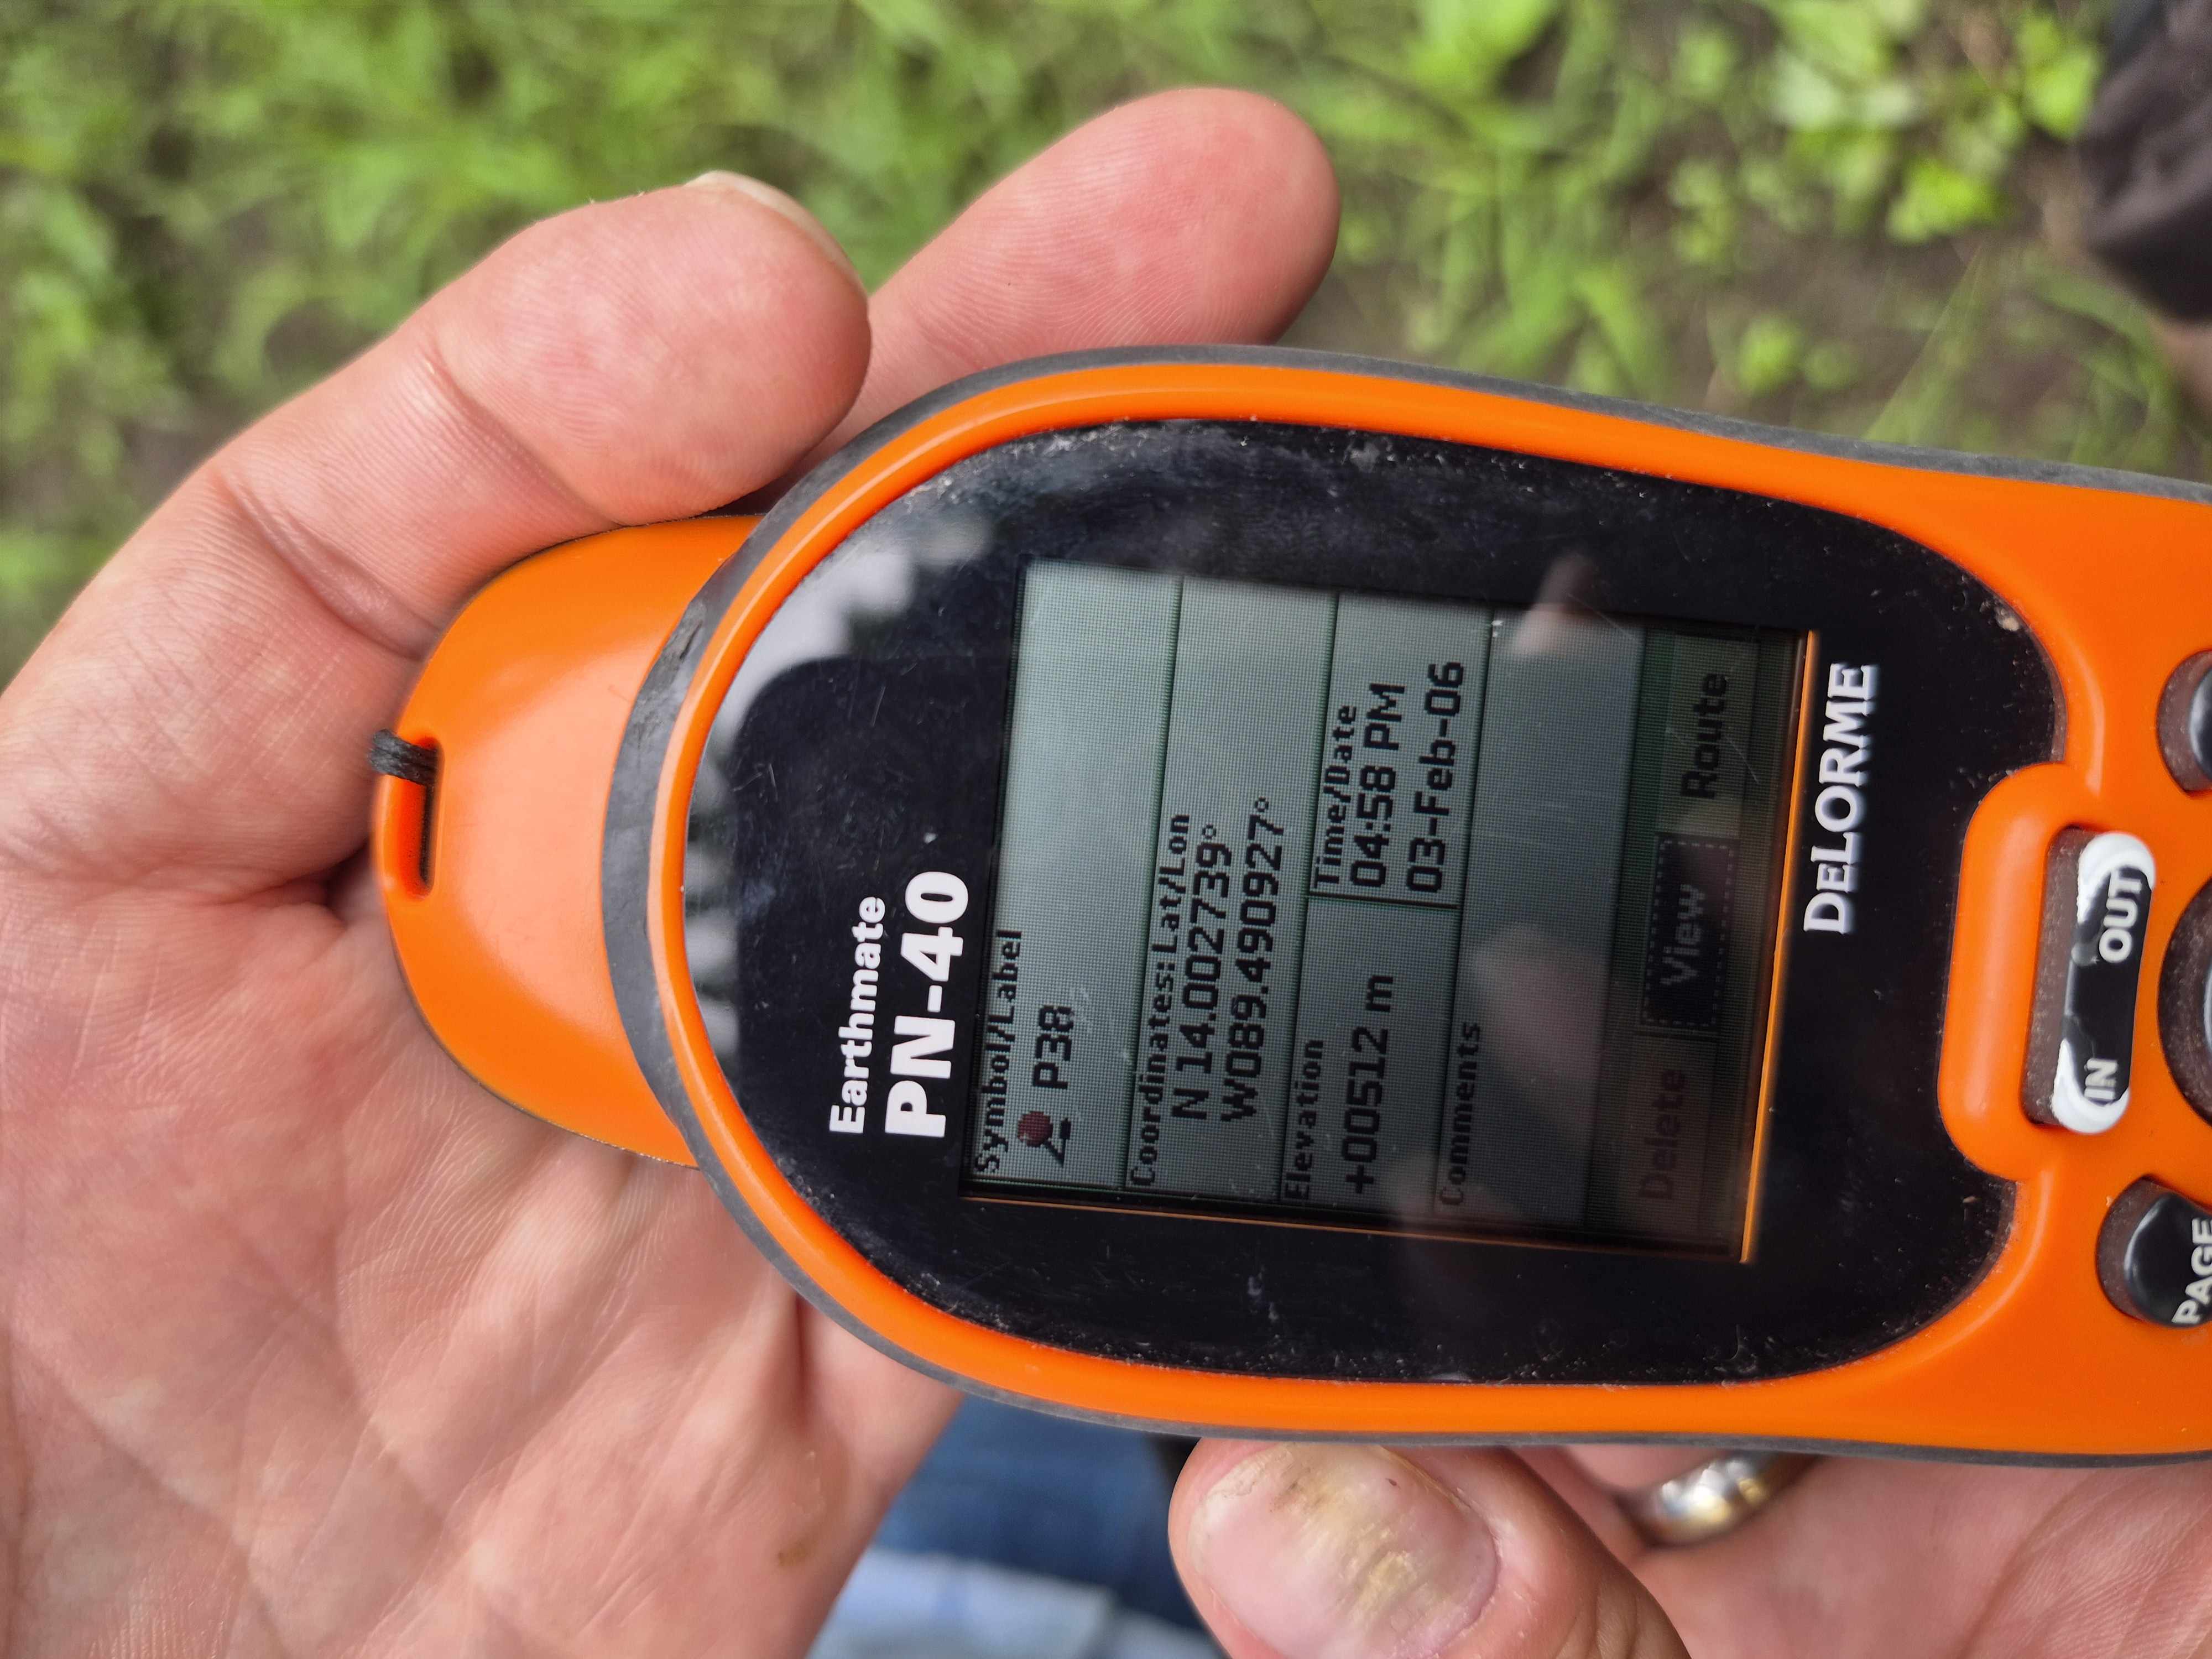 Earthmate
PN-40
Symbol/Label
P38
Coordinates: Lat/Lon
N 14.002739°
W089.490927°
Elevation
+00512 m
Time/Date
04:58 PM
03-Feb-06
Comments
Delete
View
Route
DELORME
IN
OUT
PAGE